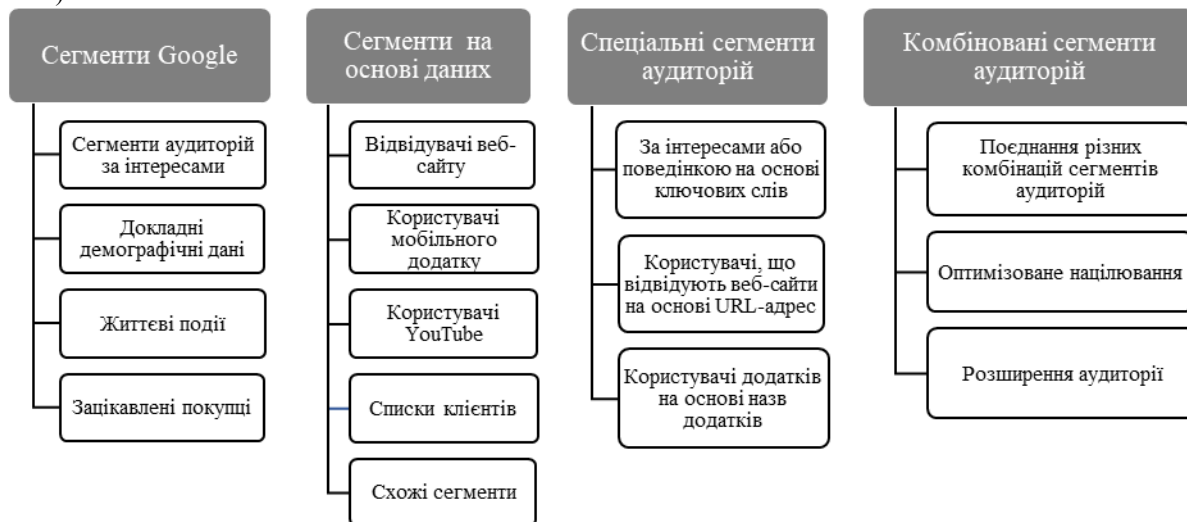 )
Сегменти Google
Сегменти аудиторій
за інтересами
Докладні
демографічні дані
Життєві події
Зацікавлені покупці
Сегменти на
основі даних
Відвідувачі веб-
сайту
Користувачі
мобільного
додатку
Користувачі
YouTube
Списки клієнтів
Схожі сегменти
Спеціальні сегменти
аудиторій
За інтересами або
поведінкою на основі
ключових слів
Користувачі, що
відвідують веб-сайти
на основі URL-адрес
Користувачі додатків
на основі назв
додатків
Комбіновані сегменти
аудиторій
Поєднання різних
комбінацій сегментів
аудиторій
Оптимізоване націлювання
Розширення аудиторії